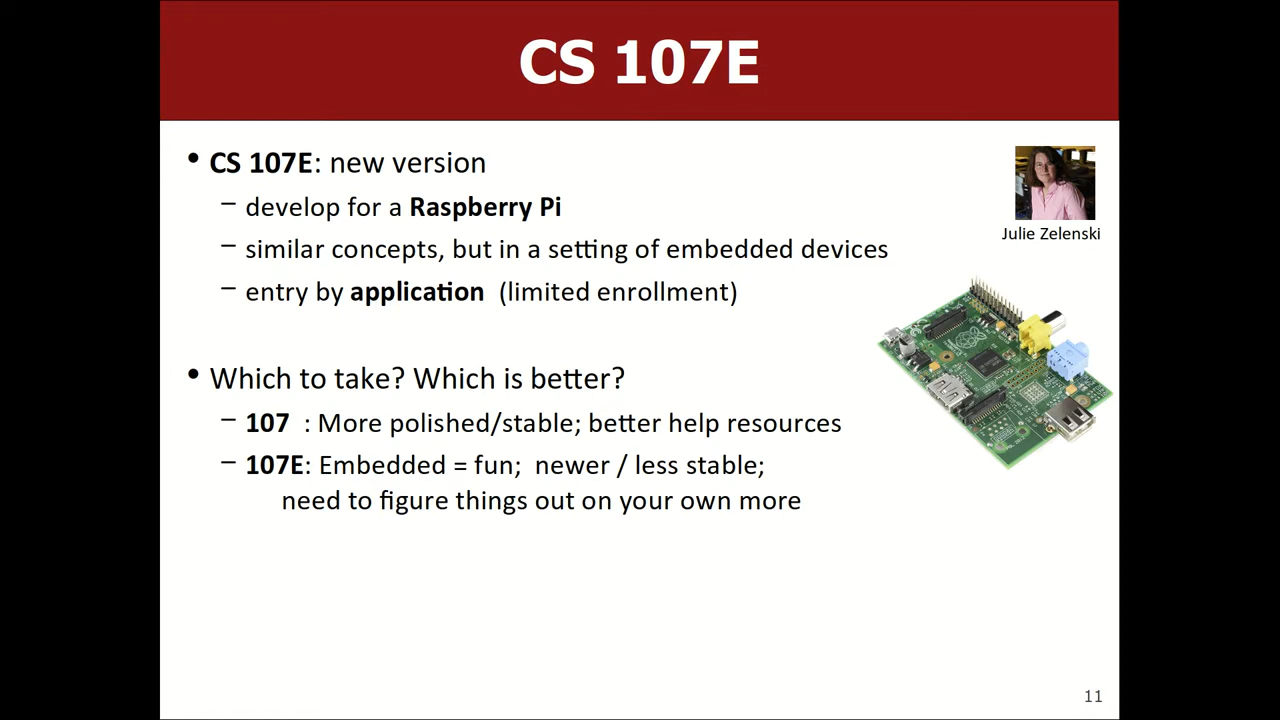 CS 107E
• CS 107E: new version
– develop for a Raspberry Pi
– similar concepts, but in a setting of embedded devices
– entry by application (limited enrollment)
Julie Zelenski
• Which to take? Which is better?
– 107 : More polished/stable; better help resources
– 107E: Embedded = fun; newer / less stable;
need to figure things out on your own more
11